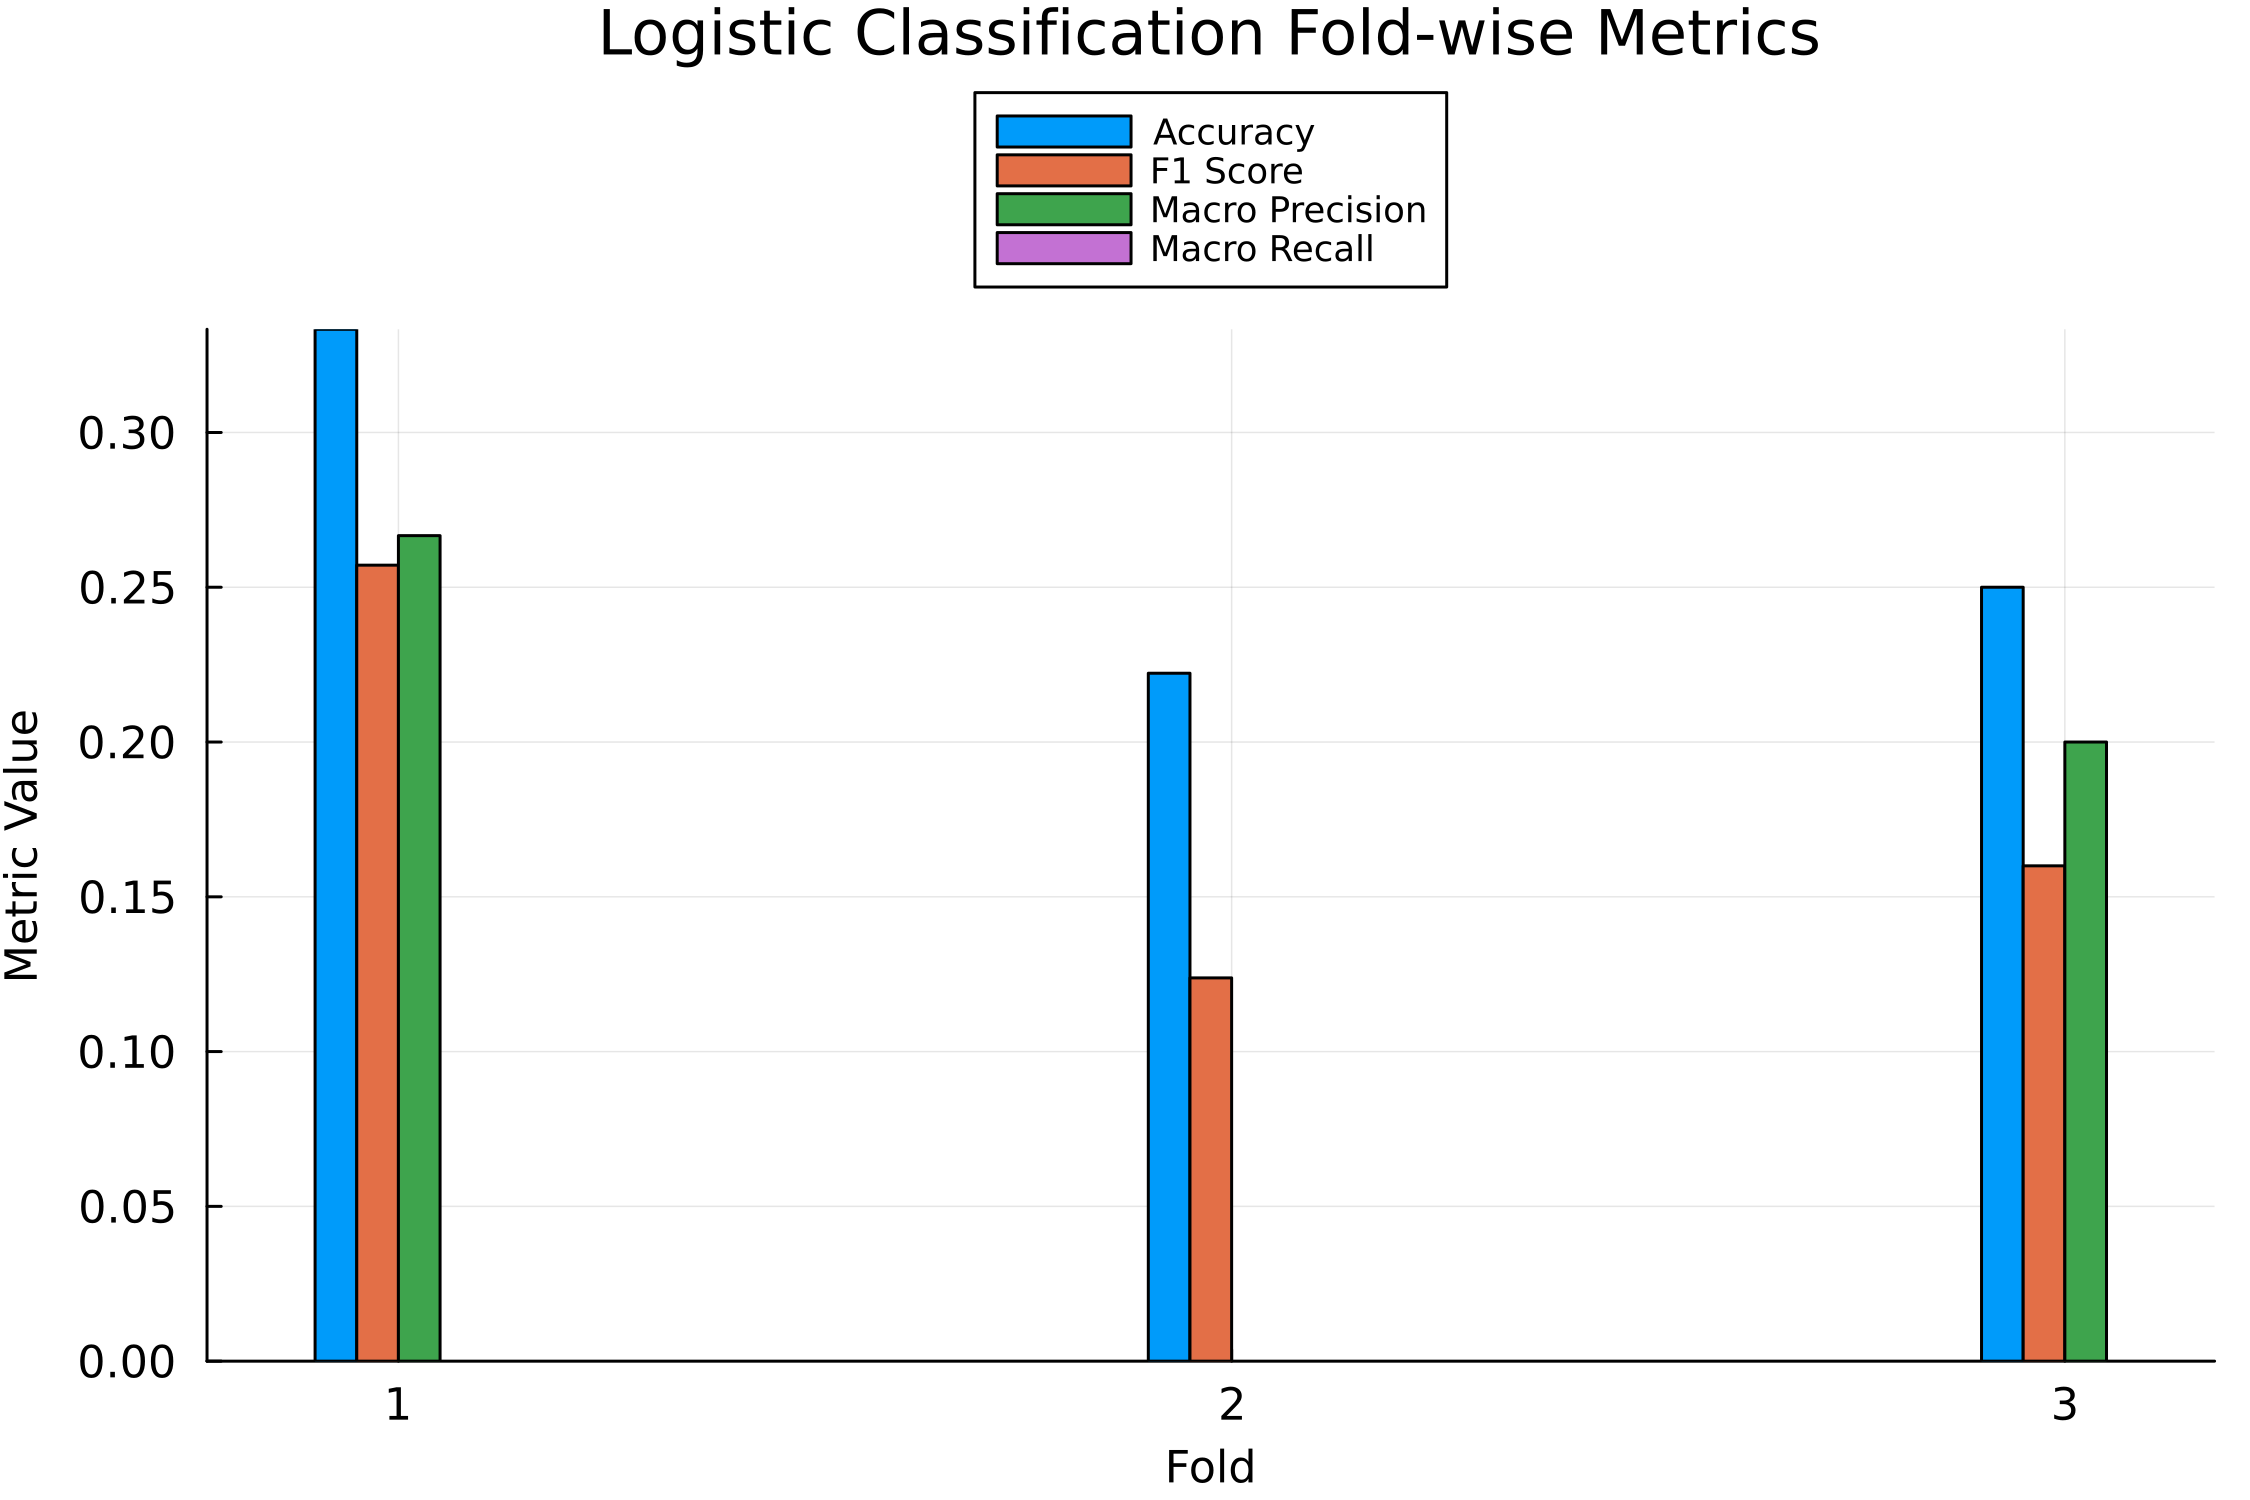 Logistic Classification Fold-wise Metrics
Accuracy
F1 Score
Macro Precision
Macro Recall
0.30
0.25
0.20
0.15
0.10
0.05
0.00
Metric Value
1 2 3
Fold